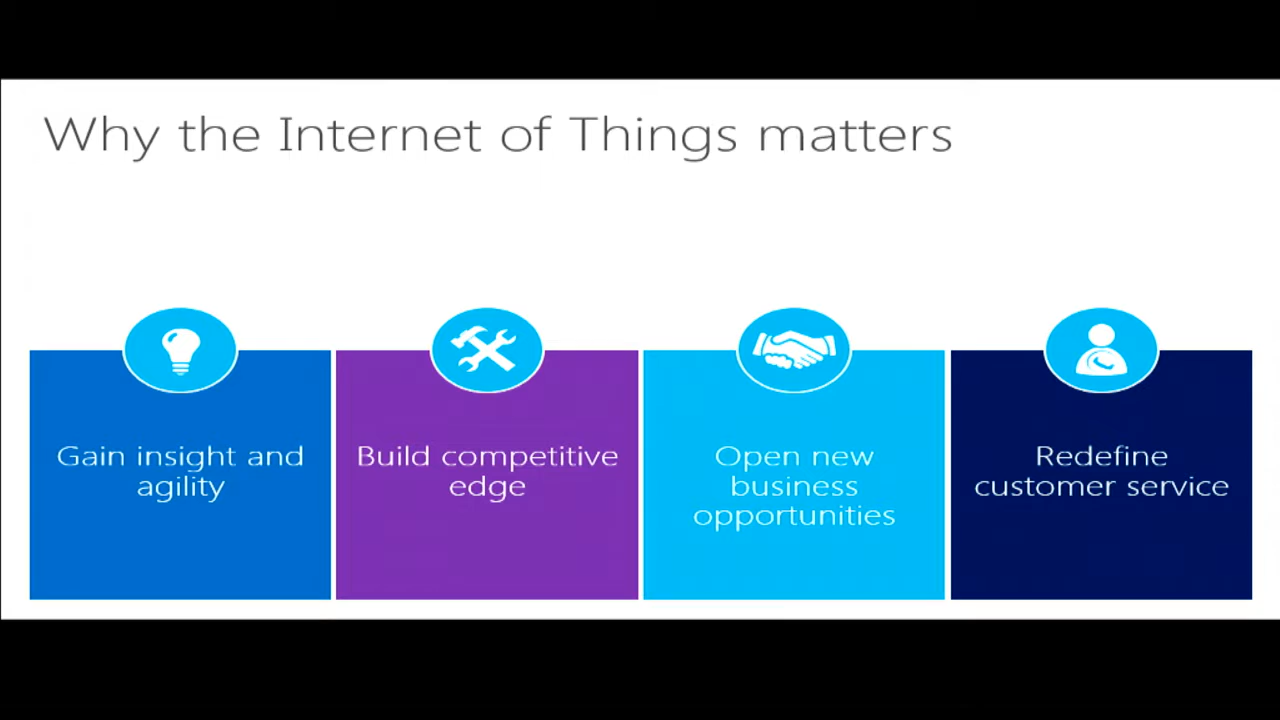 Why the Internet of Things matters
Gain insight and
agility
Build competitive
edge
Open new
business
opportunities
Redefine
customer service